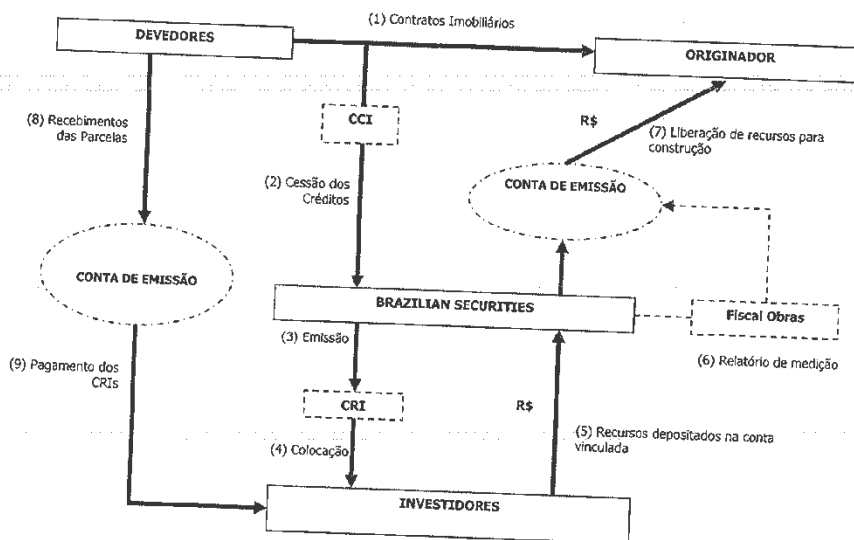 (1) Contratos Imobiliários
DEVEDORES
ORIGINADOR
(8) Recebimentos
das Parcelas
CCI
R$
(7) Liberação de recursos para
construção
(2) Cessão dos
Créditos
CONTA DE EMISSÃO
CONTA DE EMISSÃO
BRAZILIAN SECURITIES
Fiscal Obras
(3) Emissão
(6) Relatório de medição
(9) Pagamento dos
CRIs
CRI
R$
(5) Recursos depositados na conta
vinculada
(4) Colocação
INVESTIDORES